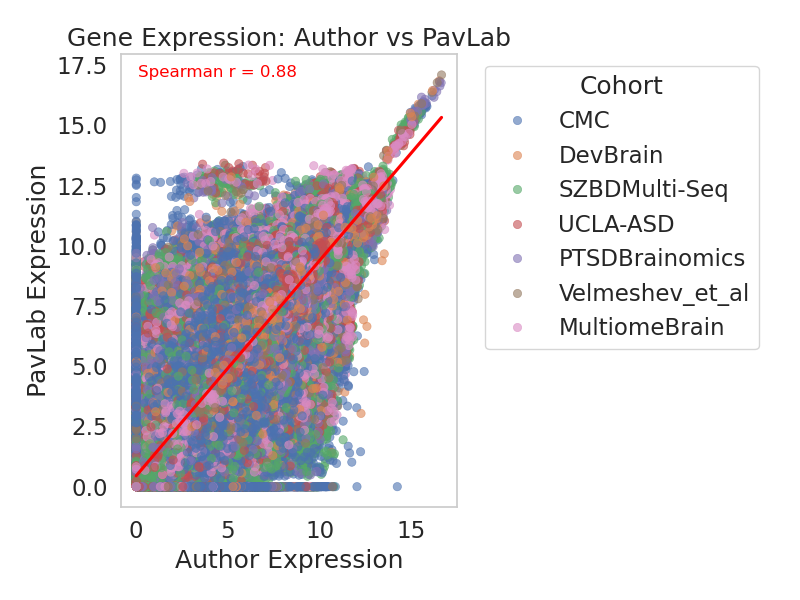 Gene Expression: Author vs PavLab
Spearman r = 0.88
17.5
15.0
12.5
10.0
7.5
5.0
2.5
0.0
PavLab Expression
0 5 10 15
Author Expression
Cohort
CMC
DevBrain
SZBDMulti-Seq
UCLA-ASD
PTSDBrainomics
Velmeshev_et_al
MultiomeBrain